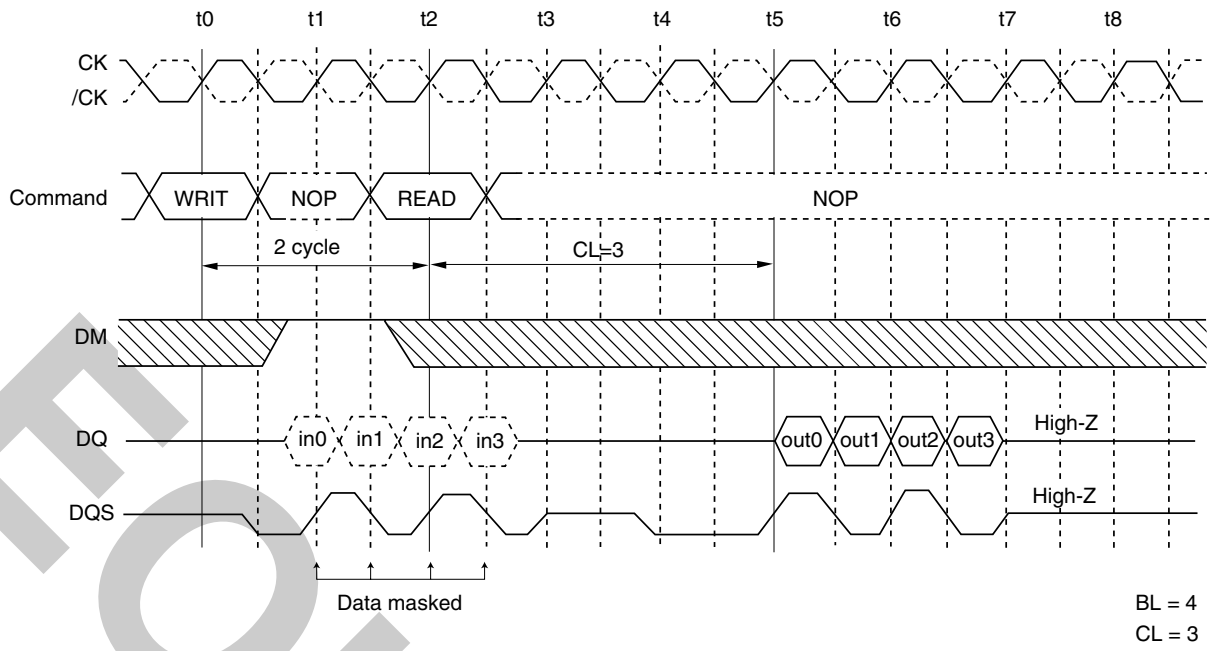 t0 t1 t2 t3 t4 t5 t6 t7 t8
CK
/CK
Command WRIT NOP READ NOP
2 cycle CL=3
DM
DQ in0 in1 in2 in3 out0 out1 out2 out3 High-Z
DQS High-Z
Data masked
BL = 4
CL = 3